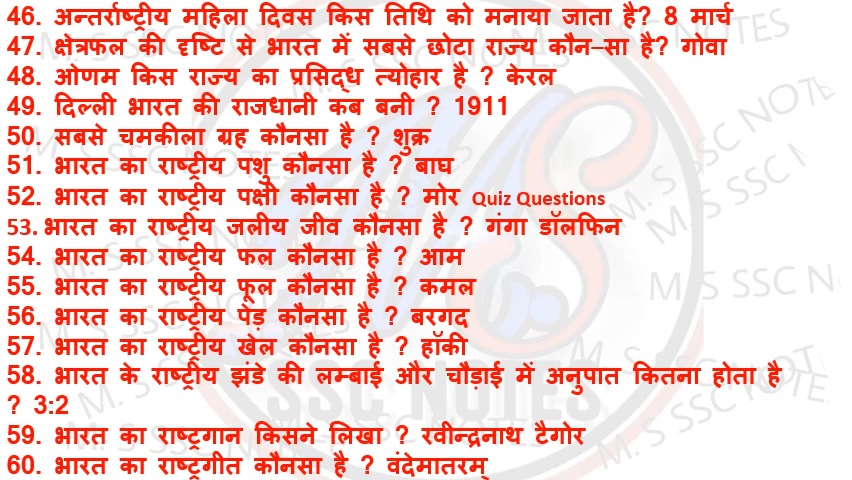 46. अन्तर्राष्ट्रीय महिला दिवस किस तिथि को मनाया जाता है? 8 मार्च
47. क्षेत्रफल की दृष्टि से भारत में सबसे छोटा राज्य कौन–सा है? गोवा
48. ओणम किस राज्य का प्रसिद्ध त्योहार है ? केरल
49. दिल्ली भारत की राजधानी कब बनी ? 1911
50. सबसे चमकीला ग्रह कौनसा है ? शुक्र
51. भारत का राष्ट्रीय पशु कौनसा है ? बाघ
52. भारत का राष्ट्रीय पक्षी कौनसा है ? मोर Quiz Questions
53. भारत का राष्ट्रीय जलीय जीव कौनसा है ? गंगा डॉलफिन
54. भारत का राष्ट्रीय फल कौनसा है ? आम
55. भारत का राष्ट्रीय फूल कौनसा है ? कमल
56. भारत का राष्ट्रीय पेड़ कौनसा है ? बरगद
57. भारत का राष्ट्रीय खेल कौनसा है ? हॉकी
58. भारत के राष्ट्रीय झंडे की लम्बाई और चौड़ाई में अनुपात कितना होता है
? 3:2
59. भारत का राष्ट्रगान किसने लिखा ? रवीन्द्रनाथ टैगोर
60. भारत का राष्ट्रगीत कौनसा है ? वंदेमातरम्
SSC NOTES